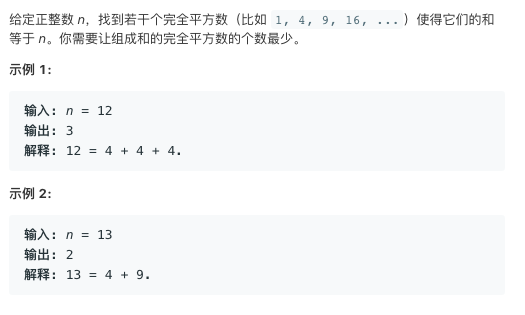 给定正整数 n，找到若干个完全平方数（比如 1, 4, 9, 16, ...）使得它们的和
等于 n。你需要让组成和的完全平方数的个数最少。
示例 1:
输入: n = 12
输出: 3
解释: 12 = 4 + 4 + 4.
示例 2:
输入: n = 13
输出: 2
解释: 13 = 4 + 9.